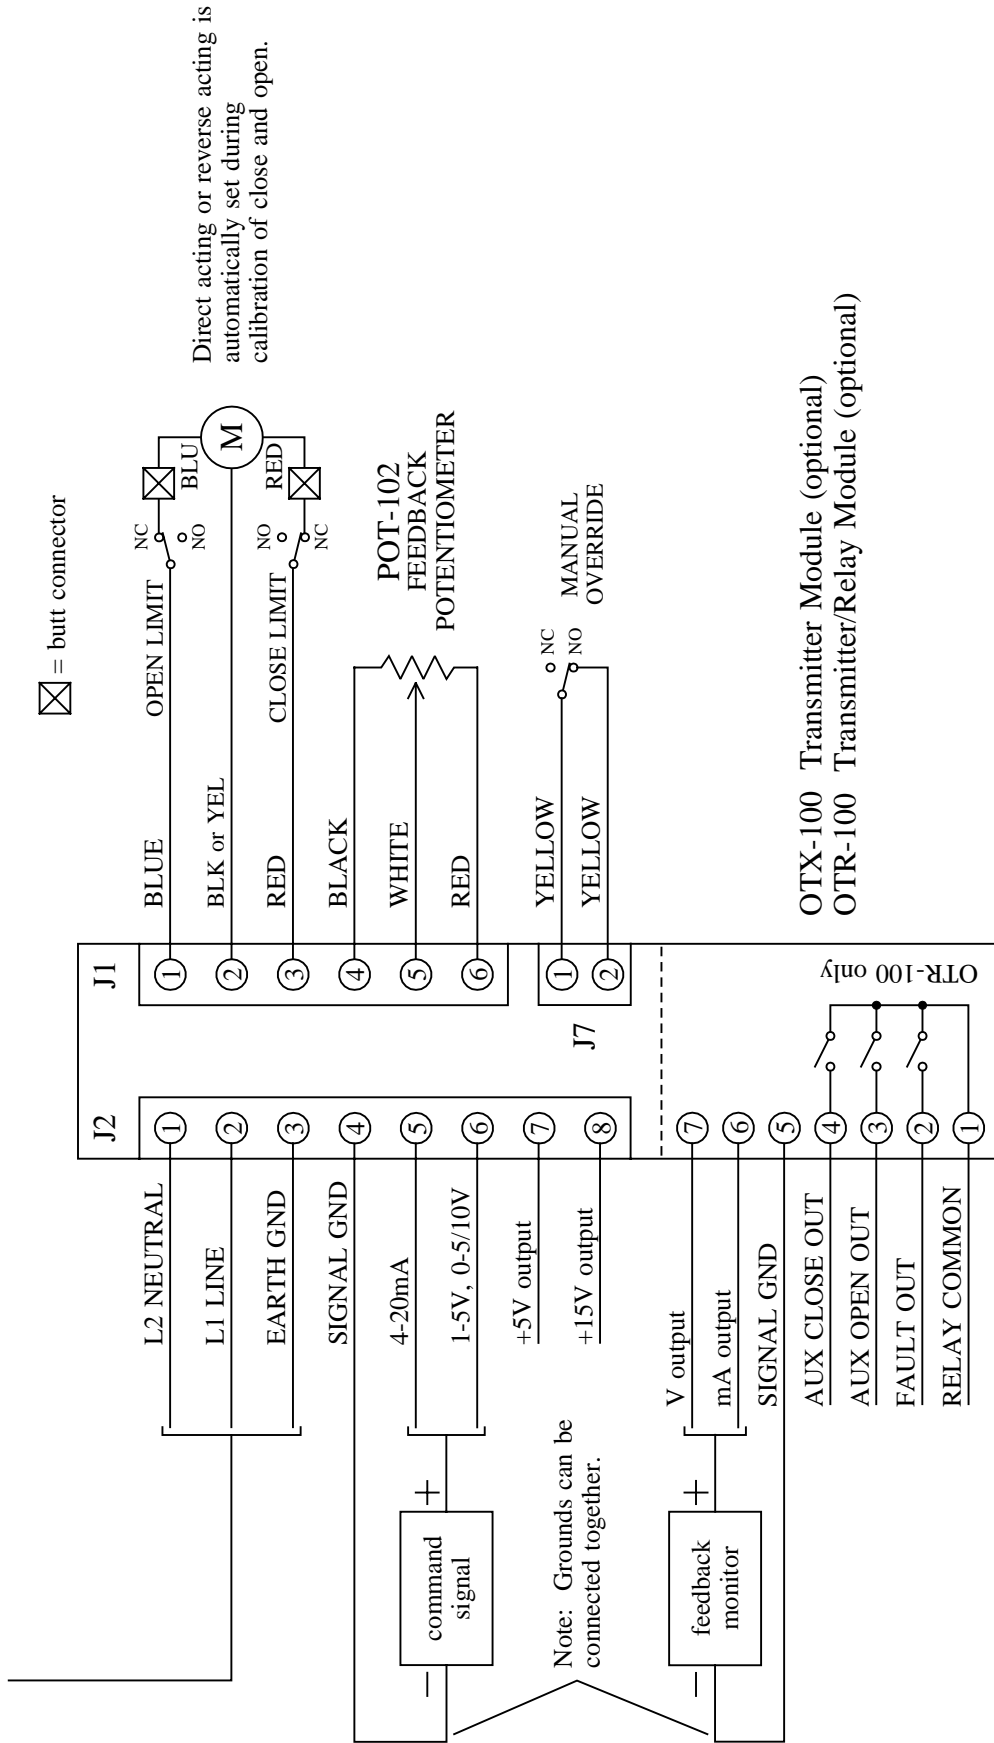 = butt connector
Direct acting or reverse acting is
automatically set during
calibration of close and open.
J2
J1
L2 NEUTRAL
1
1
BLUE
OPEN LIMIT
NC
NO
BLU
L1 LINE
2
2
BLK or YEL
M
EARTH GND
3
3
RED
CLOSE LIMIT
NO
NC
RED
SIGNAL GND
4
4
BLACK
POT-102
FEEDBACK
POTENTIOMETER
4-20mA
5
5
WHITE
1-5V, 0-5/10V
6
6
RED
command
signal
+
−
+5V output
7
+15V output
8
J7
1
YELLOW
2
YELLOW
NC
NO
MANUAL
OVERRIDE
Note: Grounds can be
connected together.
V output
7
mA output
6
SIGNAL GND
5
feedback
monitor
+
−
AUX CLOSE OUT
4
AUX OPEN OUT
3
FAULT OUT
2
RELAY COMMON
1
OTR-100 only
OTX-100 Transmitter Module (optional)
OTR-100 Transmitter/Relay Module (optional)